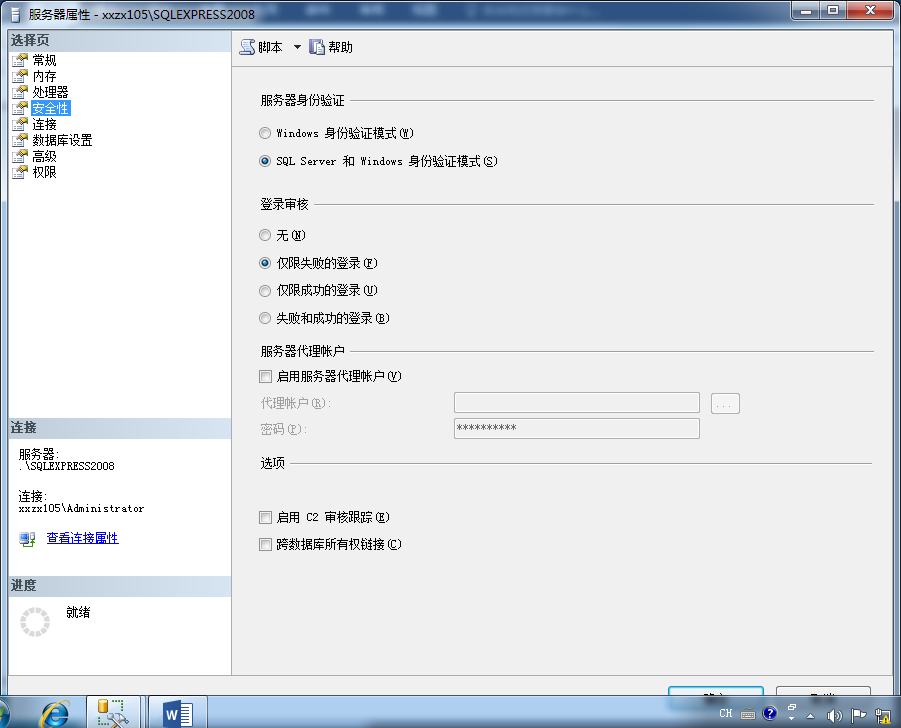 服务器属性 - xxzx105\SQLEXPRESS2008
选择页
常规
内存
处理器
安全性
连接
数据库设置
高级
权限
脚本
帮助
服务器身份验证
Windows 身份验证模式(W)
SQL Server 和 Windows 身份验证模式(S)
登录审核
无(N)
仅限失败的登录(F)
仅限成功的登录(U)
失败和成功的登录(B)
服务器代理帐户
启用服务器代理帐户(V)
代理帐户(R):
...
密码(P):
**********
选项
启用 C2 审核跟踪(E)
跨数据库所有权链接(C)
连接
服务器:
.\SQLEXPRESS2008
连接:
xxzx105\Administrator
查看连接属性
进度
就绪
CH